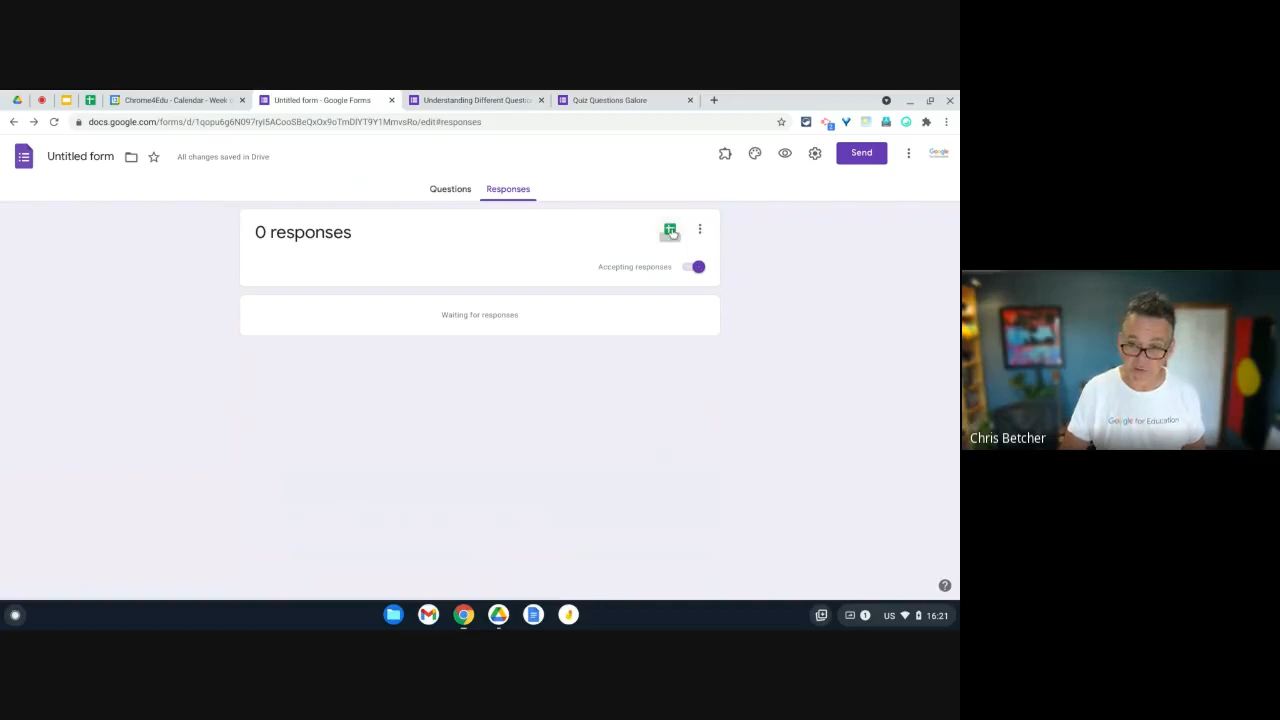 Chrome4Edu - Calendar - Week o
Untitled form - Google Forms
Understanding Different Questio
Quiz Questions Galore
docs.google.com/forms/d/1qopu6g6N097ryi5ACooSBeQxOx9oTmDlYT9Y1MmvsRo/edit#responses
Untitled form
All changes saved in Drive
Send
Google
Questions
Responses
0 responses
Accepting responses
Waiting for responses
US
16:21
1
Google for Education
Chris Betcher